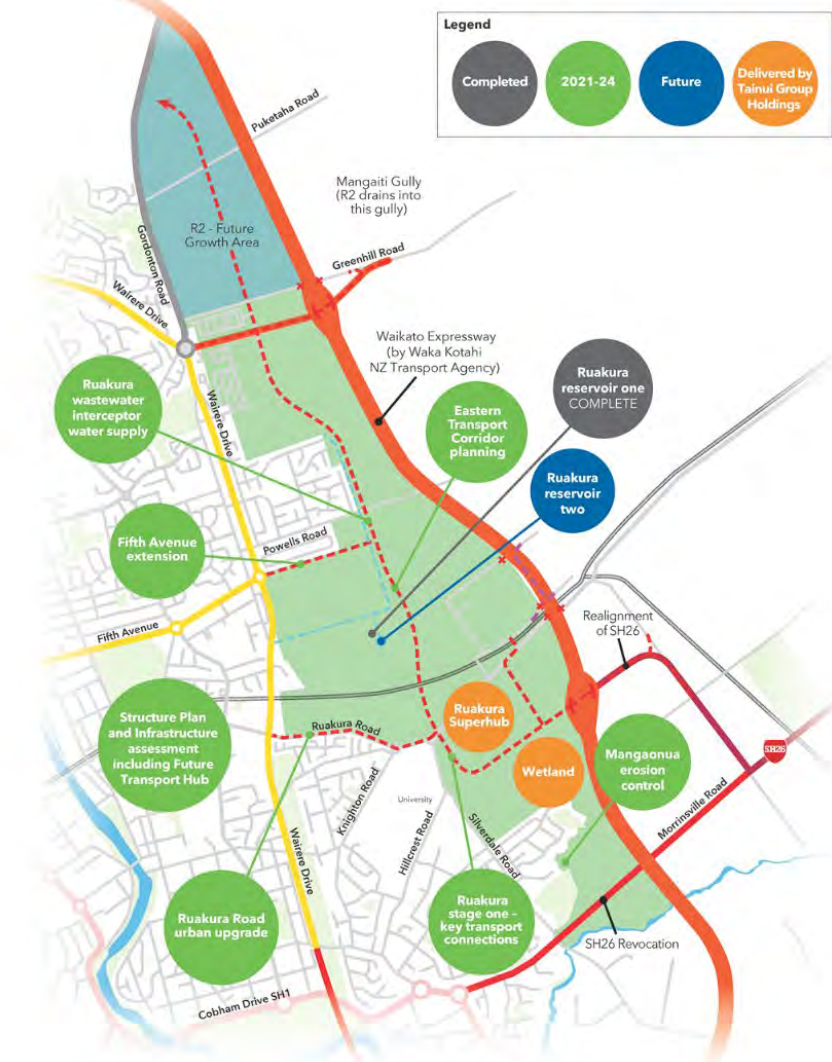 Legend
Completed
2021-24
Future
Delivered by
Tainui Group
Holdings
Puketaha Road
Mangaiti Gully
(R2 drains into
this gully)
R2 - Future
Growth Area
Gordonton Road
Greenhill Road
Wairere Drive
Waikato Expressway
(by Waka Kotahi
NZ Transport Agency)
Ruakura
reservoir one
COMPLETE
Ruakura
wastewater
interceptor
water supply
Wairere Drive
Eastern
Transport
Corridor
planning
Ruakura
reservoir
two
Fifth Avenue
extension
Powells Road
Fifth Avenue
Realignment
of SH26
Structure Plan
and Infrastructure
assessment
including Future
Transport Hub
Ruakura Road
Ruakura
Superhub
Wetland
Mangaonua
erosion
control
SH26
Knighton Road
University
Hillcrest Road
Silverdale Road
Morrinsville Road
Wairere Drive
Ruakura Road
urban upgrade
Ruakura
stage one –
key transport
connections
SH26 Revocation
Cobham Drive SH1